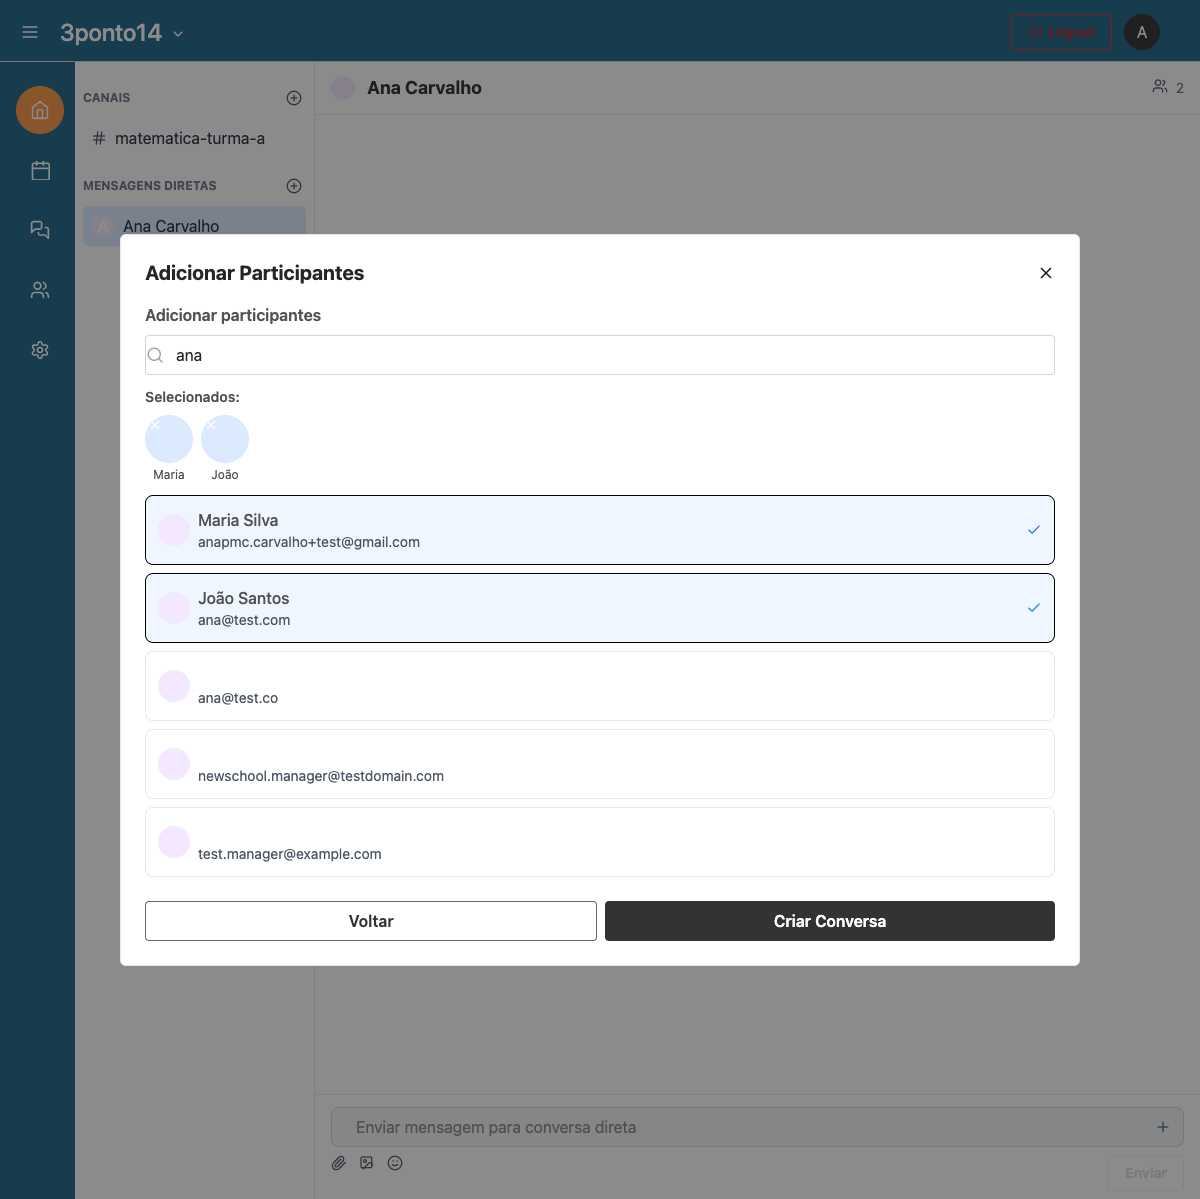 3ponto14
Logout
A
CANAIS
# matematica-turma-a
MENSAGENS DIRETAS
A Ana Carvalho
Ana Carvalho
2
Adicionar Participantes
Adicionar participantes
ana
Selecionados:
Maria
João
Maria Silva
anapmc.carvalho+test@gmail.com
João Santos
ana@test.com
ana@test.co
newschool.manager@testdomain.com
test.manager@example.com
Voltar
Criar Conversa
Enviar mensagem para conversa direta
Enviar